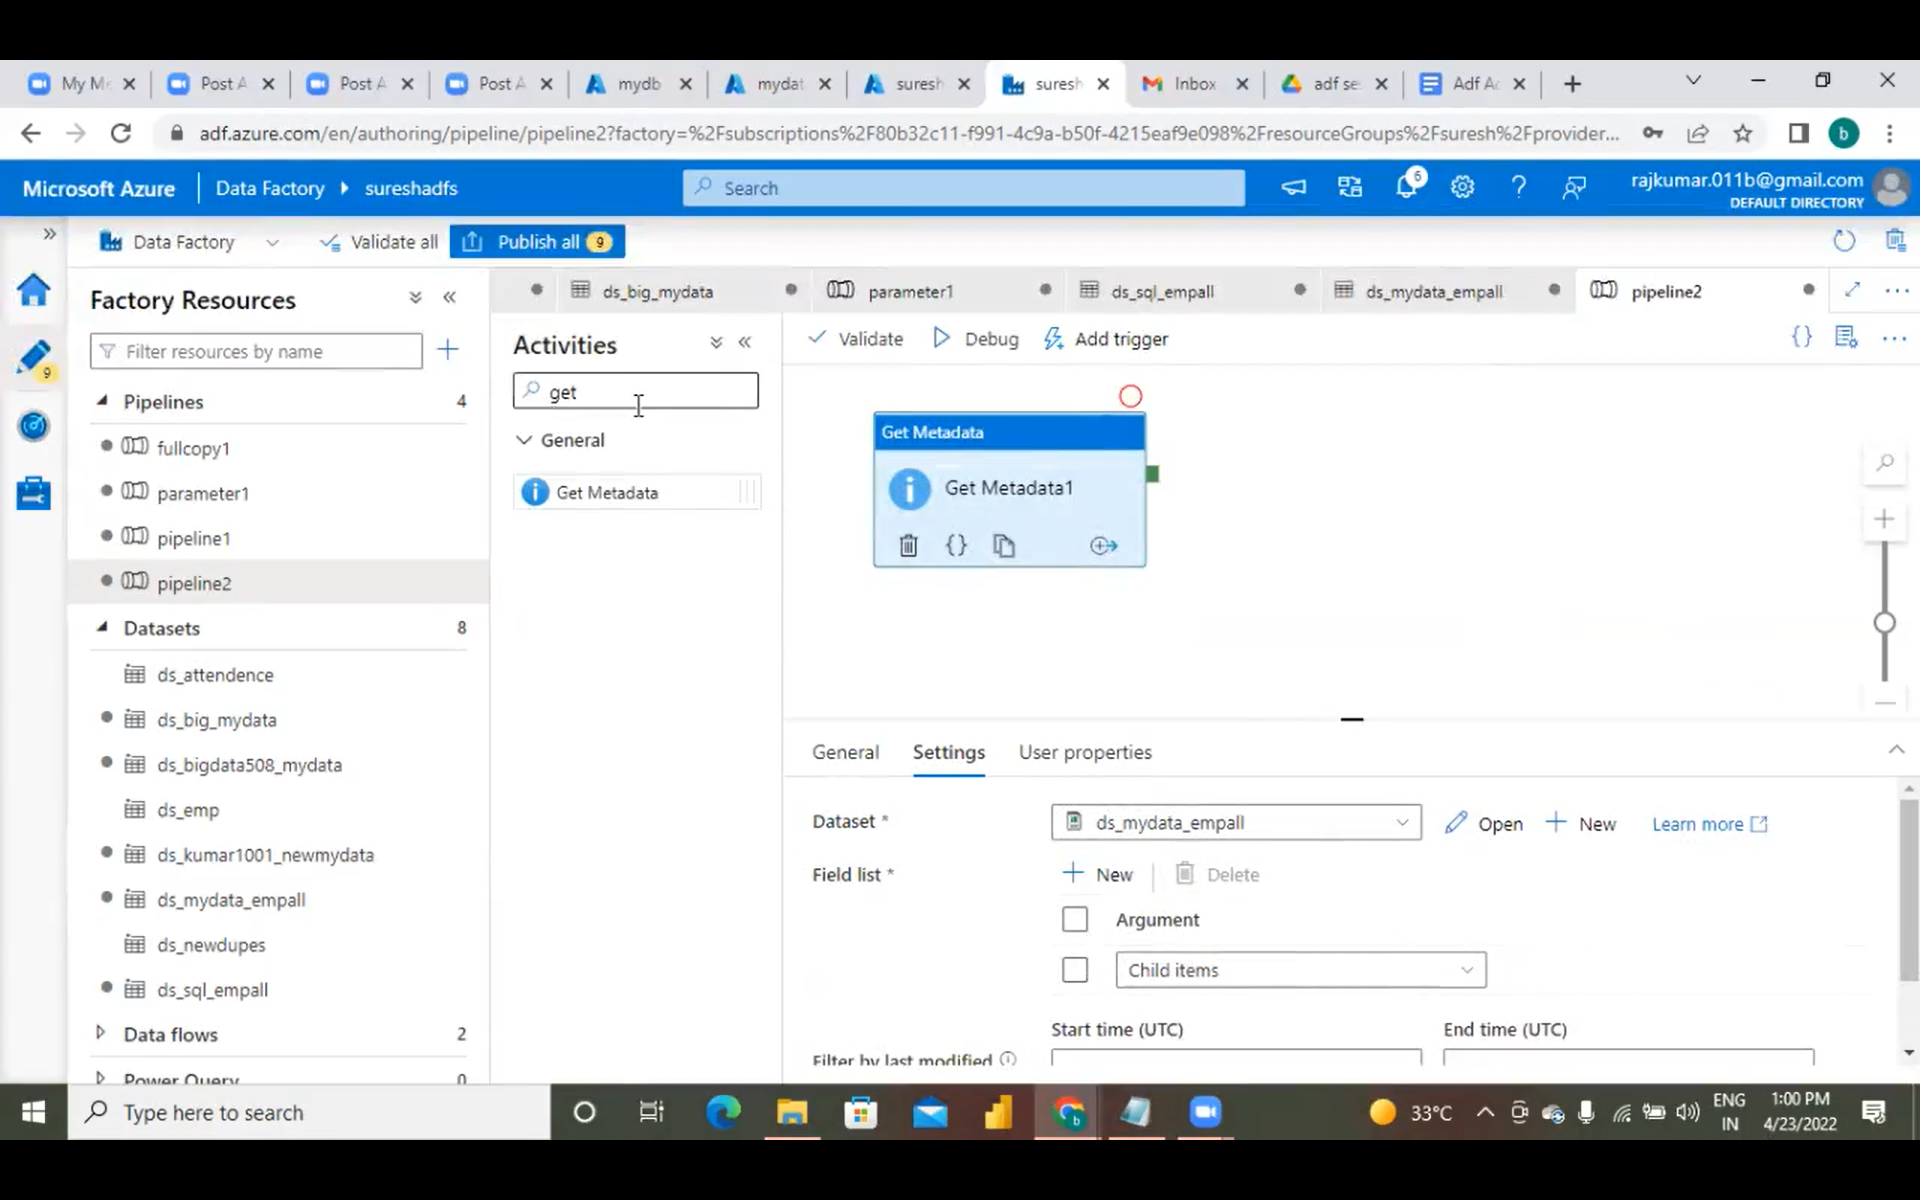 My Me
Post A
Post A
Post A
mydb
mydat
suresh
suresh
Inbox
adf se
Adf Ac
adf.azure.com/en/authoring/pipeline/pipeline2?factory=%2Fsubscriptions%2F80b32c11-f991-4c9a-b50f-4215eaf9e098%2FresourceGroups%2Fsuresh%2Fprovider...
b
Microsoft Azure
Data Factory
sureshadfs
Search
6
rajkumar.011b@gmail.com
DEFAULT DIRECTORY
Data Factory
Validate all
Publish all 9
ds_big_mydata
parameter1
ds_sql_empall
ds_mydata_empall
pipeline2
Factory Resources
Filter resources by name
9
Pipelines 4
fullcopy1
parameter1
pipeline1
pipeline2
Datasets 8
ds_attendence
ds_big_mydata
ds_bigdata508_mydata
ds_emp
ds_kumar1001_newmydata
ds_mydata_empall
ds_newdupes
ds_sql_empall
Data flows 2
Power Query 0
Activities
get
General
Get Metadata
Validate
Debug
Add trigger
Get Metadata
Get Metadata1
General
Settings
User properties
Dataset *
ds_mydata_empall
Open
New
Learn more
Field list *
New
Delete
Argument
Child items
Start time (UTC)
End time (UTC)
Filter by last modified
Type here to search
33°C
ENG
IN
1:00 PM
4/23/2022